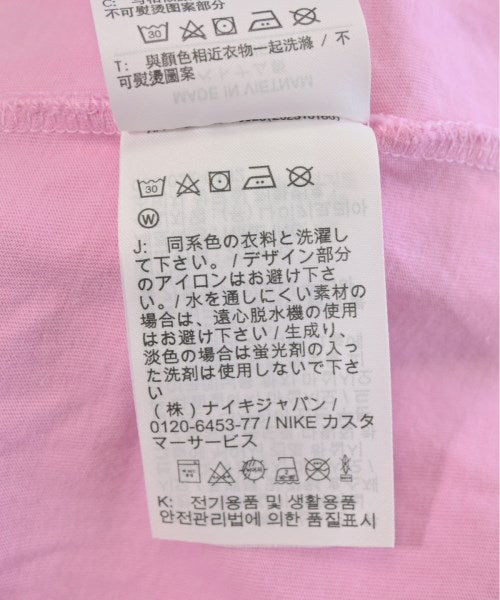 不可熨燙图案部分
30
T: 與顏色相近衣物一起洗滌 / 不
可熨燙圖案
MADE IN VIETNAM
30
W
J: 同系色の衣料と洗濯し
て下さい。/ デザイン部分
のアイロンはお避け下さ
い。/ 水を通しにくい素材の
場合は、遠心脱水機の使用
はお避け下さい / 生成り、
淡色の場合は蛍光剤の入っ
た洗剤は使用しないで下さ
い
(株) ナイキジャパン /
0120-6453-77 / NIKE カスタ
マーサービス
K: 전기용품 및 생활용품
안전관리법에 의한 품질표시